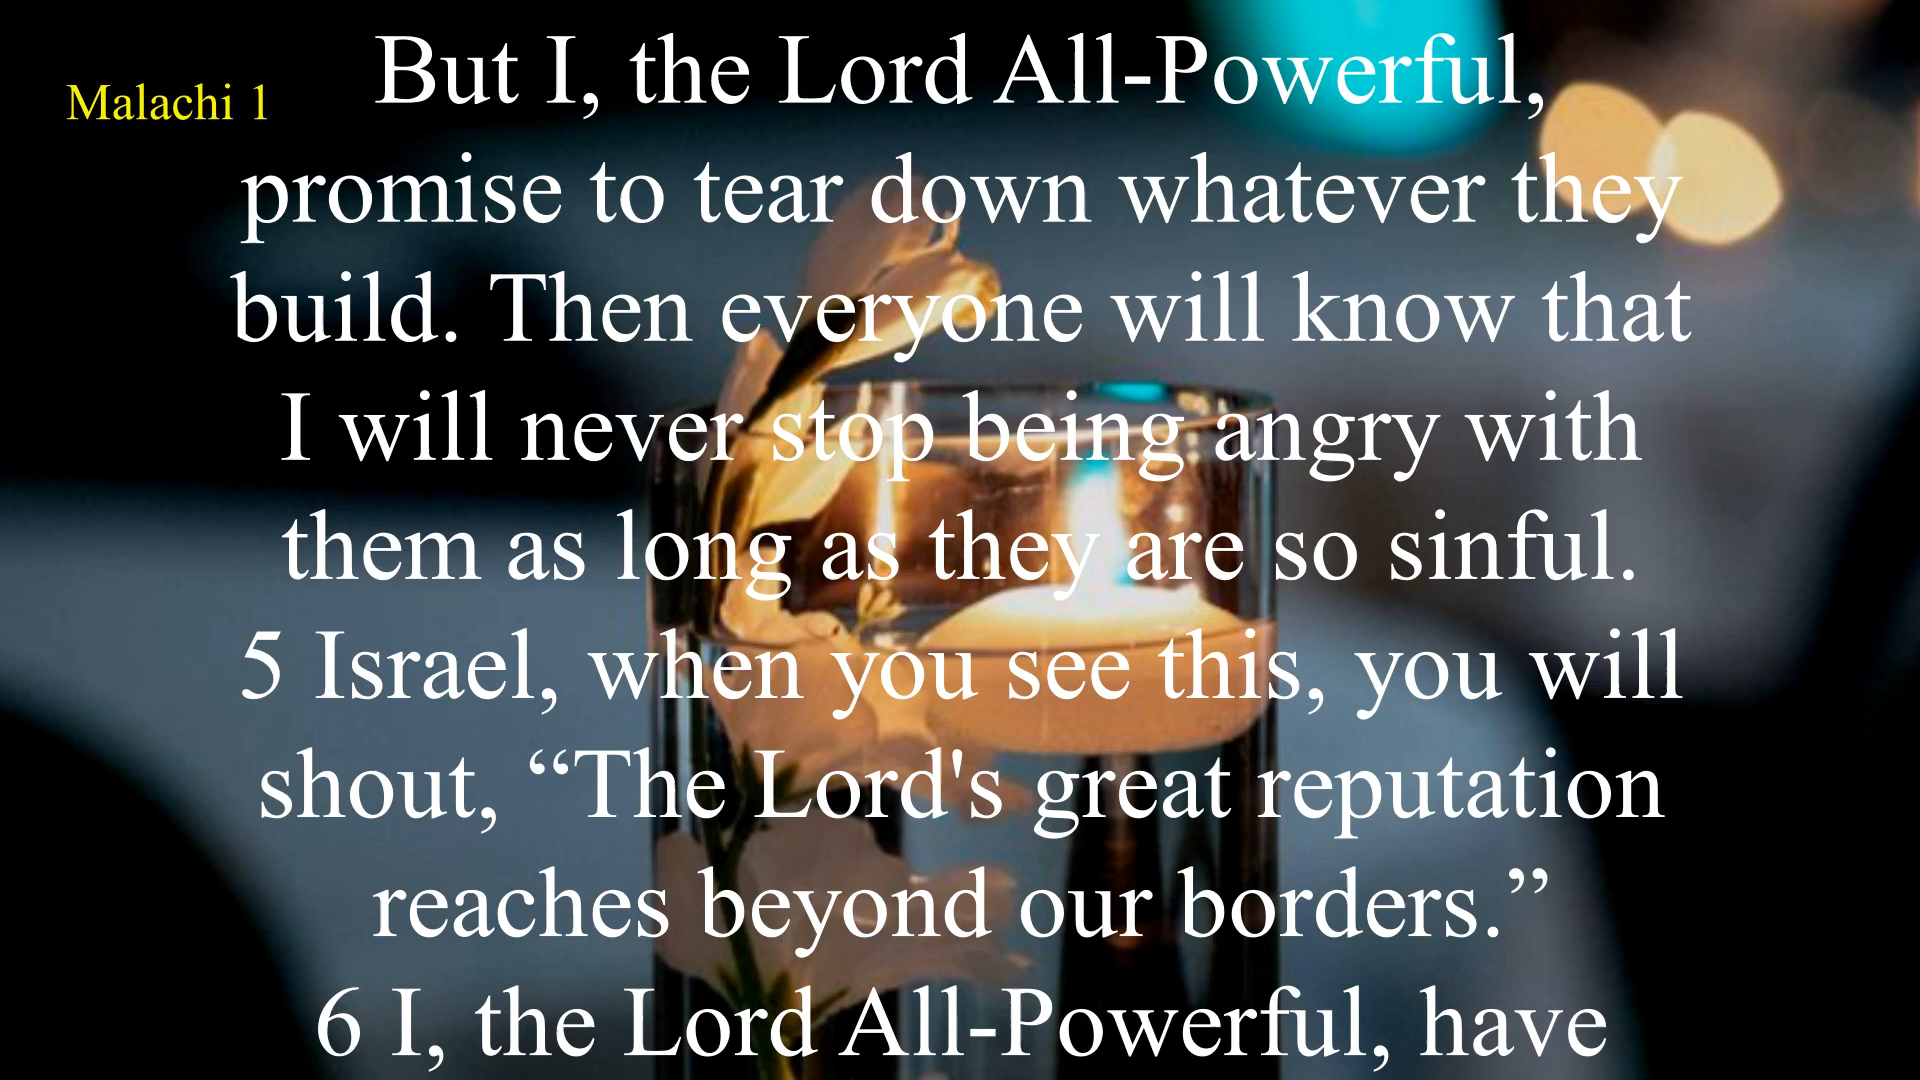 Malachi 1
But I, the Lord All-Powerful,
promise to tear down whatever they
build. Then everyone will know that
I will never stop being angry with
them as long as they are so sinful.
5 Israel, when you see this, you will
shout, “The Lord's great reputation
reaches beyond our borders.”
6 I, the Lord All-Powerful, have